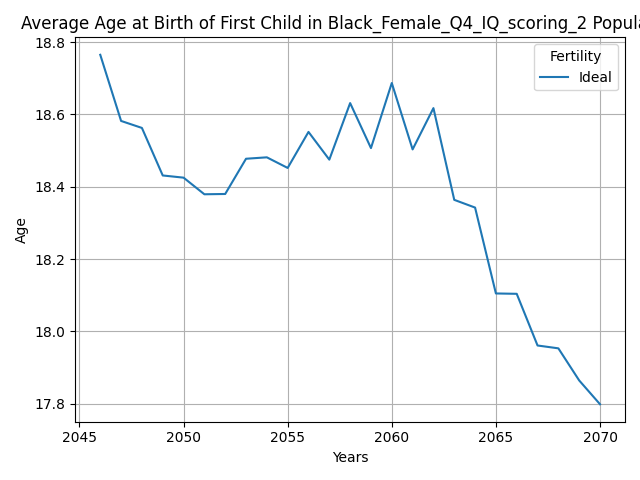 Average Age at Birth of First Child in Black_Female_Q4_IQ_scoring_2 Popula
18.8
18.6
18.4
18.2
18.0
17.8
Age
Fertility
Ideal
2045 2050 2055 2060 2065 2070
Years